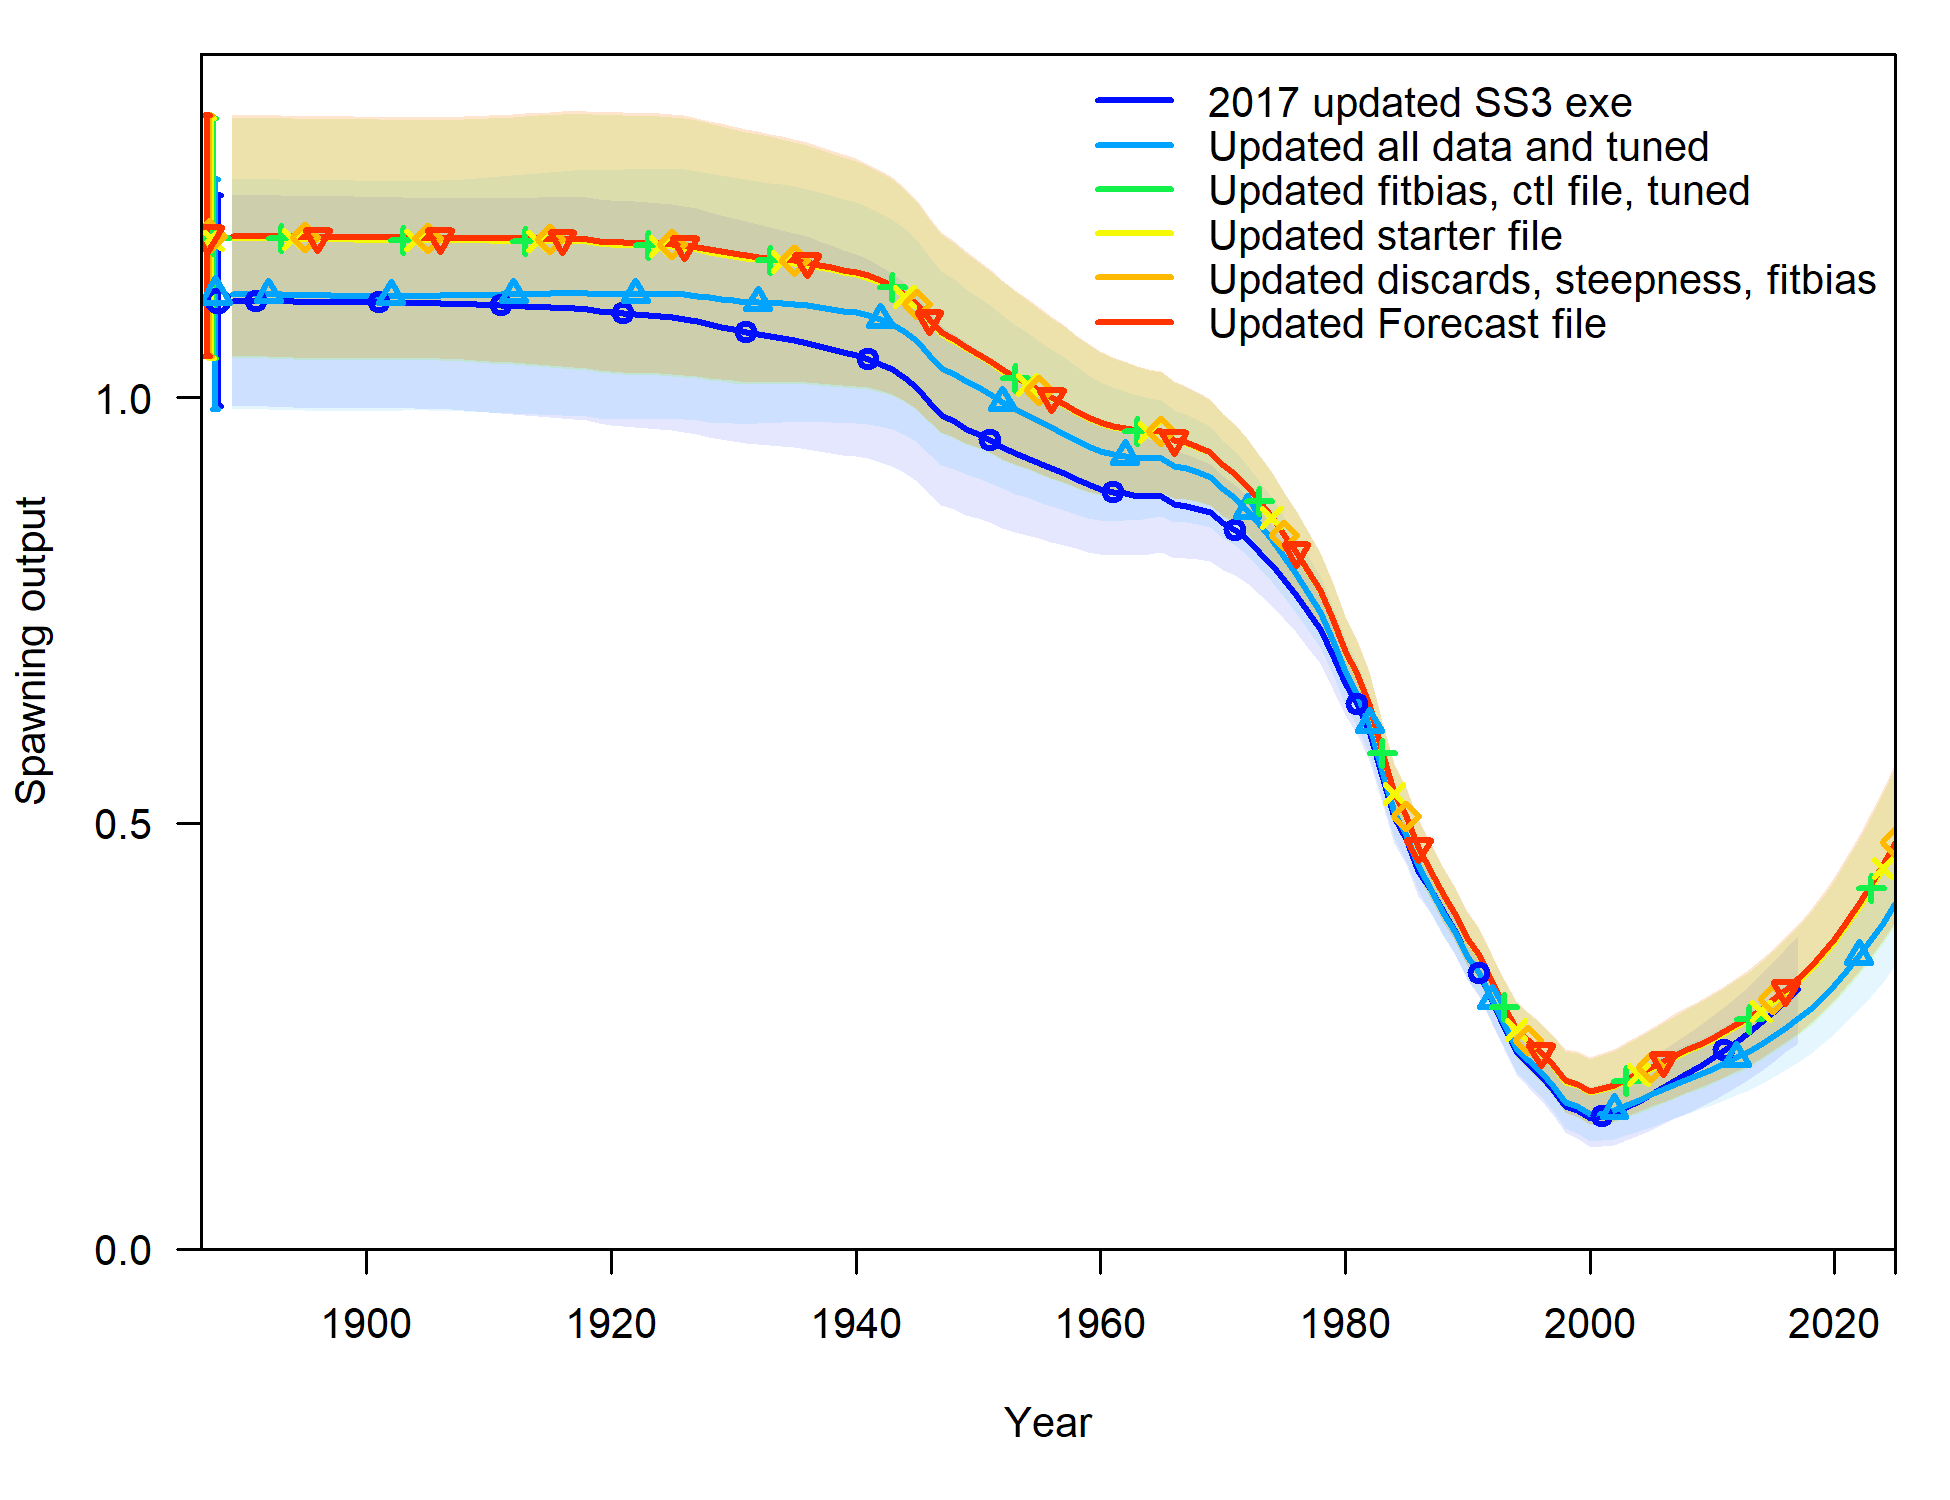 2017 updated SS3 exe
Updated all data and tuned
Updated fitbias, ctl file, tuned
Updated starter file
Updated discards, steepness, fitbias
Updated Forecast file
Spawning output
1.0
0.5
0.0
1900 1920 1940 1960 1980 2000 2020
Year